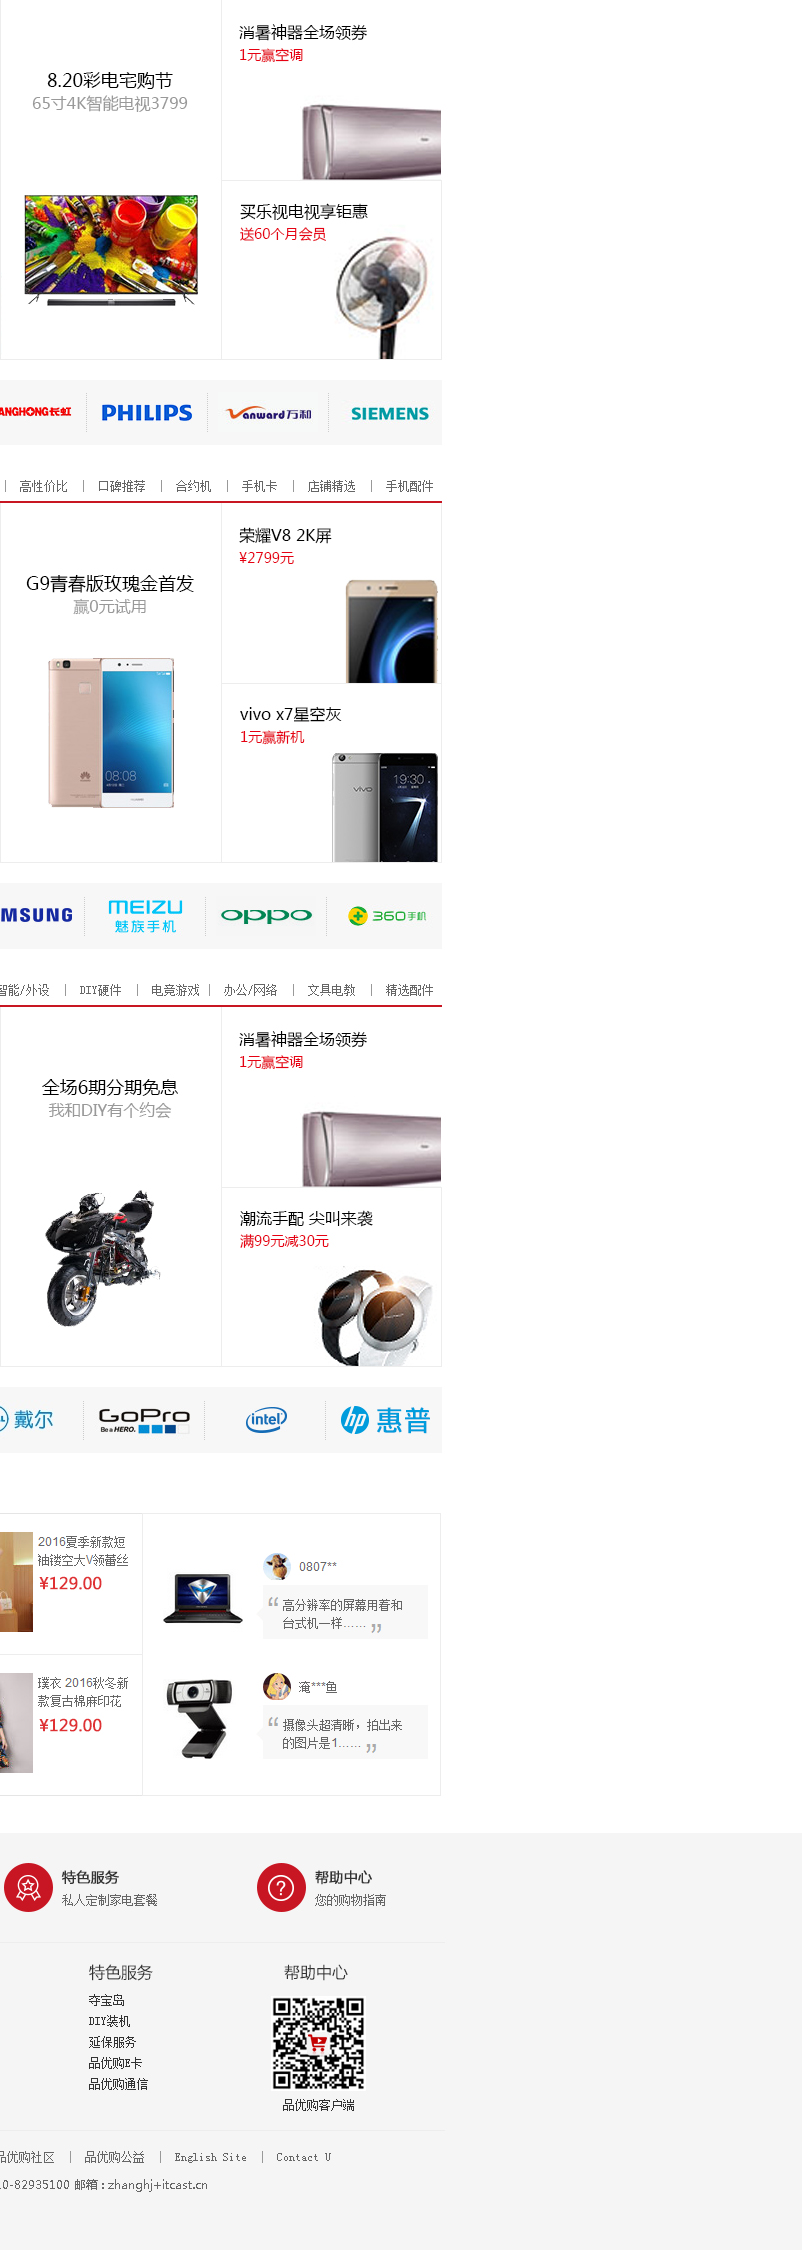 消暑神器全场领券
1元赢空调
8.20彩电宅购节
65寸4K智能电视3799
55
买乐视电视享钜惠
送60个月会员
ANGHONG长虹
PHILIPS
Vanward万和
SIEMENS
高性价比 | 口碑推荐 | 合约机 | 手机卡 | 店铺精选 | 手机配件
荣耀V8 2K屏
¥2799元
G9青春版玫瑰金首发
赢0元试用
08:08
HUAWEI
vivo x7星空灰
1元赢新机
vivo
19:30
7
MSUNG
MEIZU
魅族手机
oppo
360手机
智能/外设 | DIY硬件 | 电竞游戏 | 办公/网络 | 文具电教 | 精选配件
消暑神器全场领券
1元赢空调
全场6期分期免息
我和DIY有个约会
潮流手配 尖叫来袭
满99元减30元
戴尔
GoPro
Be a HERO.
intel
hp 惠普
2016夏季新款短
袖镂空大V领蕾丝
¥129.00
0807**
“ 高分辨率的屏幕用着和
台式机一样…… ”
璞衣 2016秋冬新
款复古棉麻印花
¥129.00
淹***鱼
“ 摄像头超清晰，拍出来
的图片是1…… ”
特色服务
私人定制家电套餐
帮助中心
您的购物指南
特色服务
夺宝岛
DIY装机
延保服务
品优购E卡
品优购通信
帮助中心
品优购客户端
品优购社区 | 品优购公益 | English Site | Contact U
0-82935100 邮箱 : zhanghj+itcast.cn